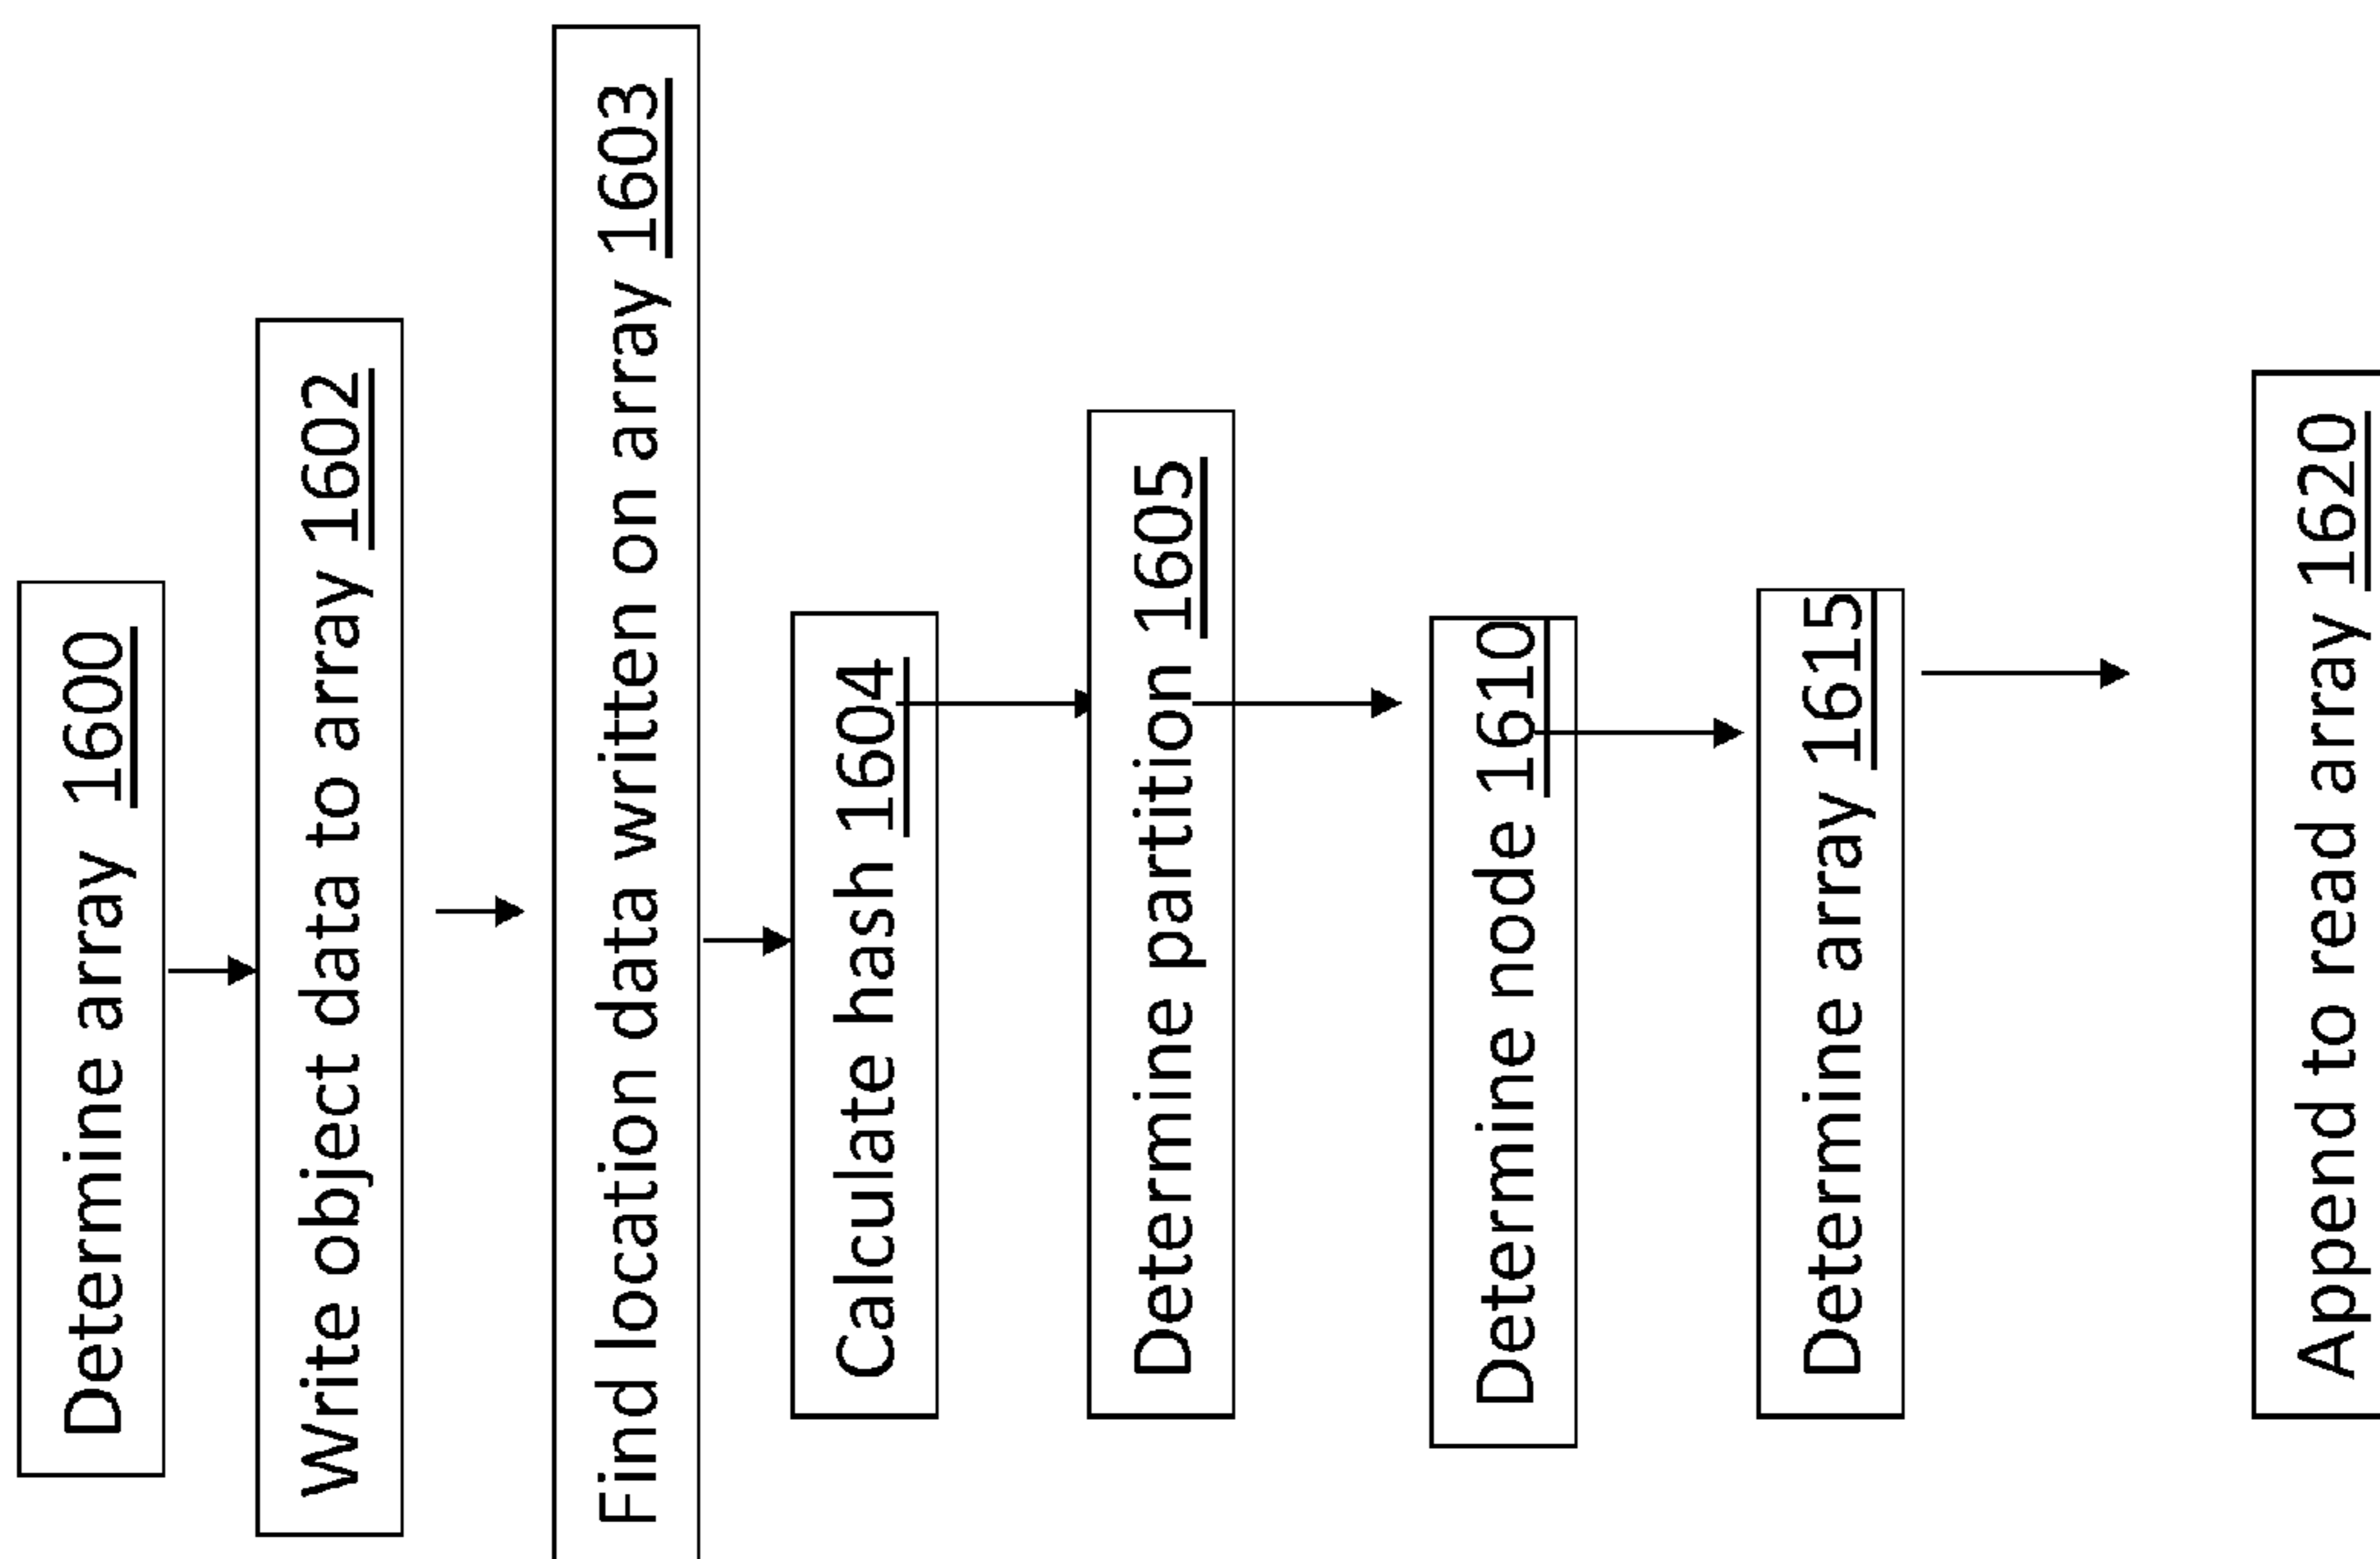 Determine array 1600
Write object data to array 1602
Find location data written on array 1603
Calculate hash 1604
Determine partition 1605
Determine node 1610
Determine array 1615
Append to read array 1620